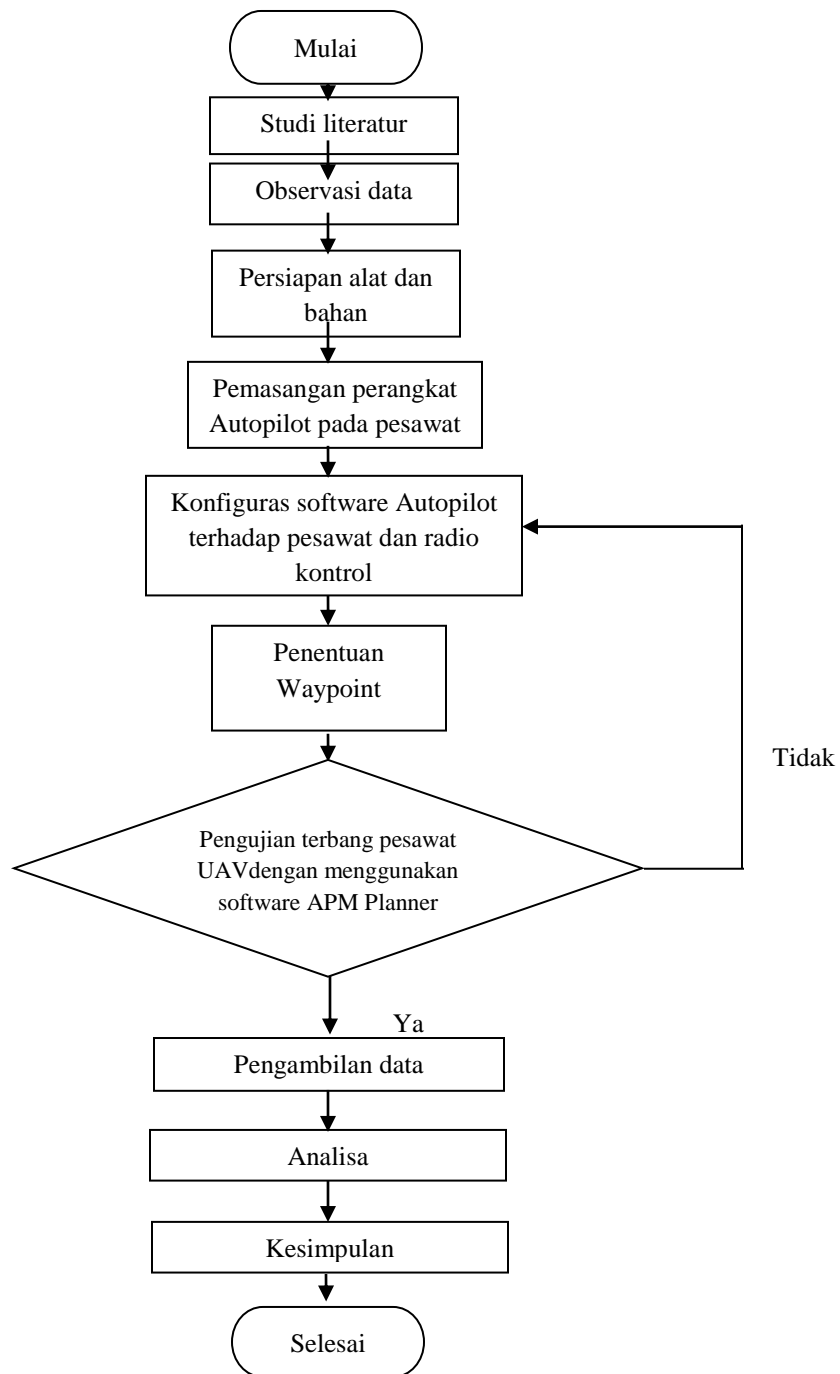 Mulai
Studi literatur
Observasi data
Persiapan alat dan
bahan
Pemasangan perangkat
Autopilot pada pesawat
Konfiguras software Autopilot
terhadap pesawat dan radio
kontrol
Penentuan
Waypoint
Tidak
Pengujian terbang pesawat
UAVdengan menggunakan
software APM Planner
Ya
Pengambilan data
Analisa
Kesimpulan
Selesai